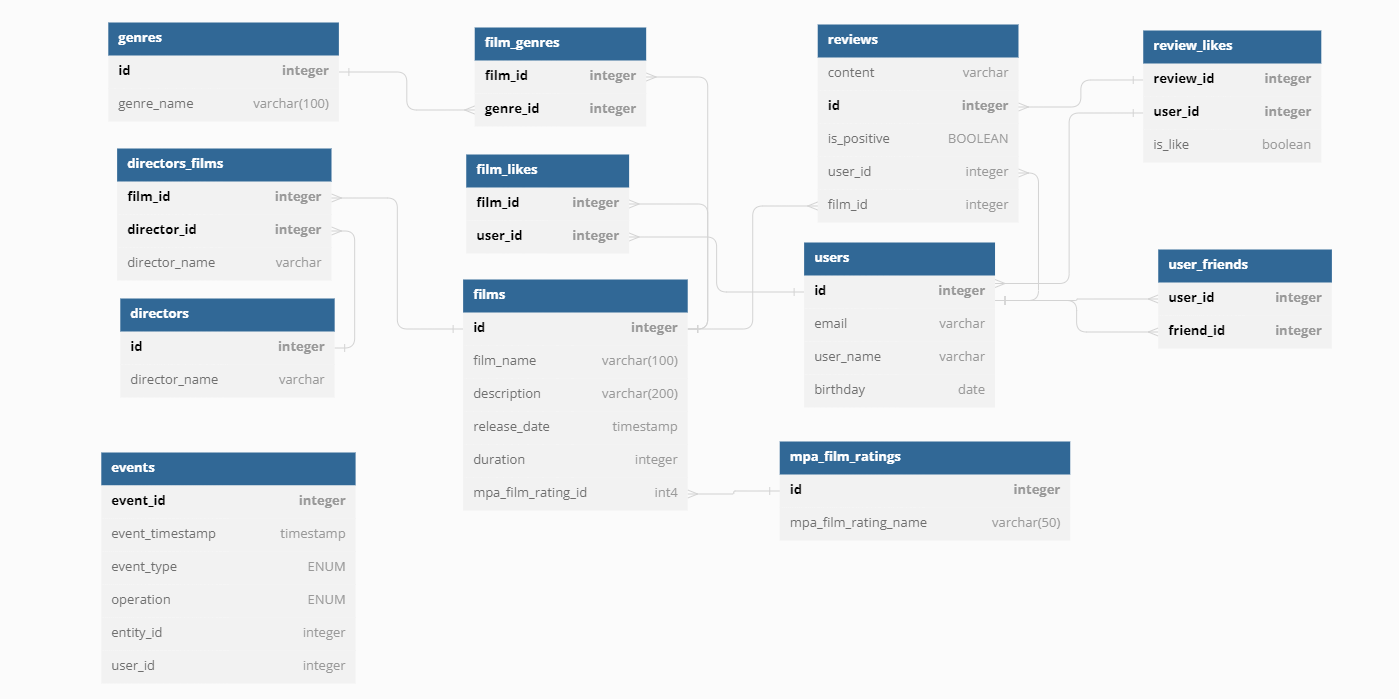 genres
id integer
genre_name varchar(100)
film_genres
film_id integer
genre_id integer
reviews
content varchar
id integer
is_positive BOOLEAN
user_id integer
film_id integer
review_likes
review_id integer
user_id integer
is_like boolean
directors_films
film_id integer
director_id integer
director_name varchar
film_likes
film_id integer
user_id integer
users
id integer
email varchar
user_name varchar
birthday date
user_friends
user_id integer
friend_id integer
directors
id integer
director_name varchar
films
id integer
film_name varchar(100)
description varchar(200)
release_date timestamp
duration integer
mpa_film_rating_id int4
mpa_film_ratings
id integer
mpa_film_rating_name varchar(50)
events
event_id integer
event_timestamp timestamp
event_type ENUM
operation ENUM
entity_id integer
user_id integer